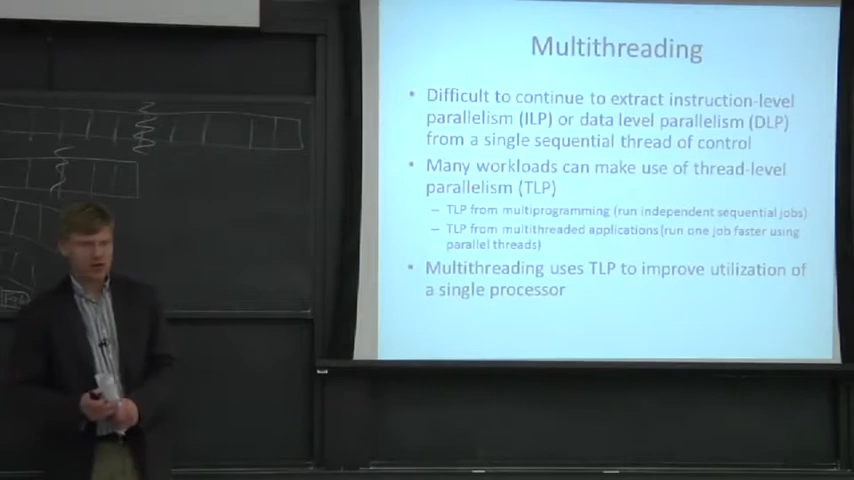 Multithreading
• Difficult to continue to extract instruction-level
parallelism (ILP) or data level parallelism (DLP)
from a single sequential thread of control
• Many workloads can make use of thread-level
parallelism (TLP)
– TLP from multiprogramming (run independent sequential jobs)
– TLP from multithreaded applications (run one job faster using
parallel threads)
• Multithreading uses TLP to improve utilization of
a single processor